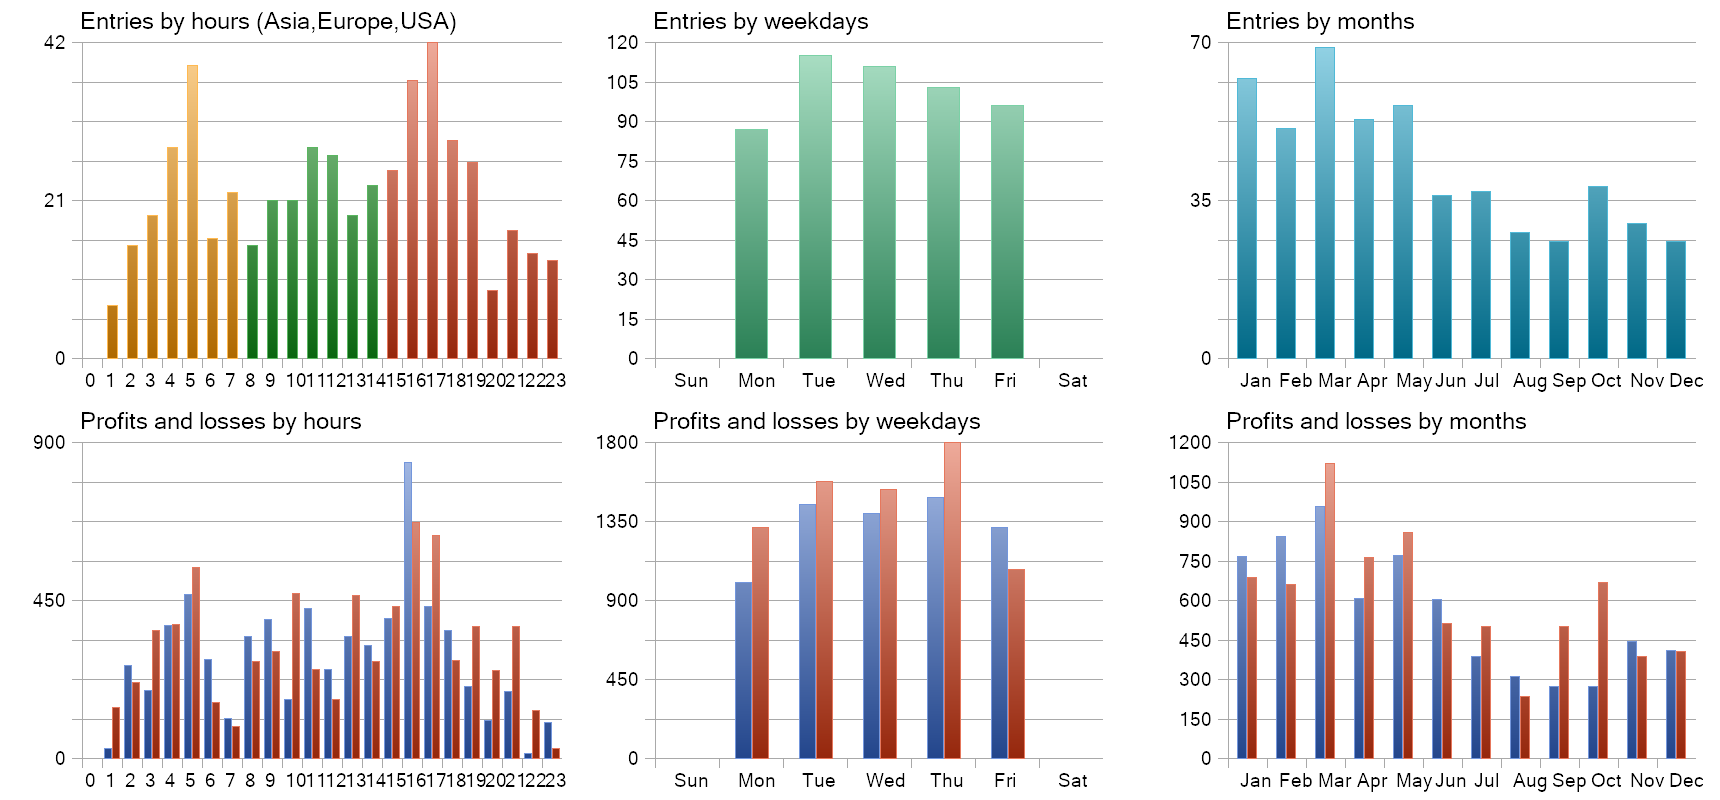 Entries by hours (Asia,Europe,USA)
42
21
0
0 1 2 3 4 5 6 7 8 9 10 11 12 13 14 15 16 17 18 19 20 21 22 23
Entries by weekdays
120
105
90
75
60
45
30
15
0
Sun Mon Tue Wed Thu Fri Sat
Entries by months
70
35
0
Jan Feb Mar Apr May Jun Jul Aug Sep Oct Nov Dec
Profits and losses by hours
900
450
0
0 1 2 3 4 5 6 7 8 9 10 11 12 13 14 15 16 17 18 19 20 21 22 23
Profits and losses by weekdays
1800
1350
900
450
0
Sun Mon Tue Wed Thu Fri Sat
Profits and losses by months
1200
1050
900
750
600
450
300
150
0
Jan Feb Mar Apr May Jun Jul Aug Sep Oct Nov Dec